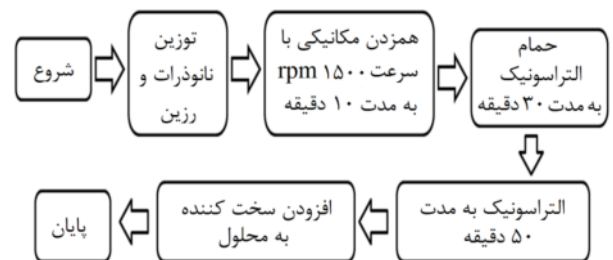 شروع
توزین
نانوذرات و
رزین
همزدن مکانیکی با
سرعت ۱۵۰۰ rpm
به مدت ۱۰ دقیقه
حمام
التراسونیک
به مدت ۳۰ دقیقه
التراسونیک به مدت
۵۰ دقیقه
افزودن سخت کننده
به محلول
پایان